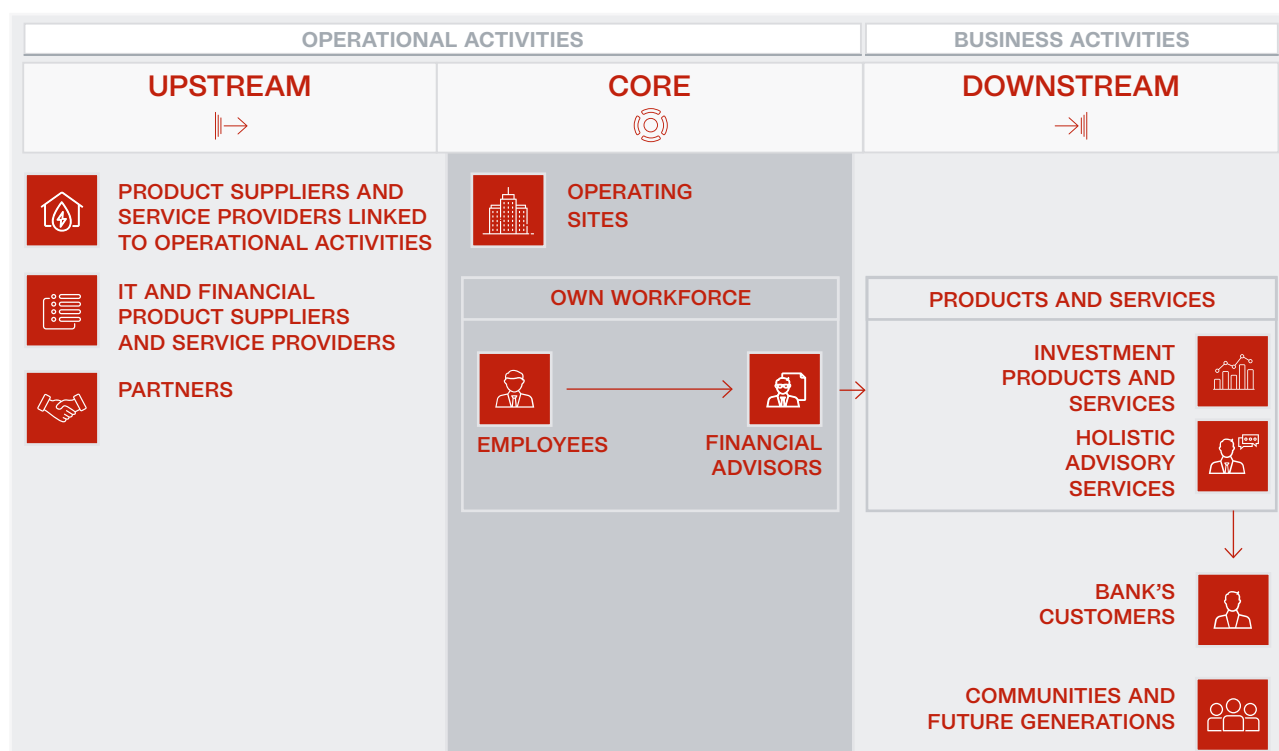 OPERATIONAL ACTIVITIES
BUSINESS ACTIVITIES
UPSTREAM
CORE
DOWNSTREAM
PRODUCT SUPPLIERS AND
SERVICE PROVIDERS LINKED
TO OPERATIONAL ACTIVITIES
IT AND FINANCIAL
PRODUCT SUPPLIERS
AND SERVICE PROVIDERS
PARTNERS
OPERATING
SITES
OWN WORKFORCE
EMPLOYEES
FINANCIAL
ADVISORS
PRODUCTS AND SERVICES
INVESTMENT
PRODUCTS AND
SERVICES
HOLISTIC
ADVISORY
SERVICES
BANK'S
CUSTOMERS
COMMUNITIES AND
FUTURE GENERATIONS